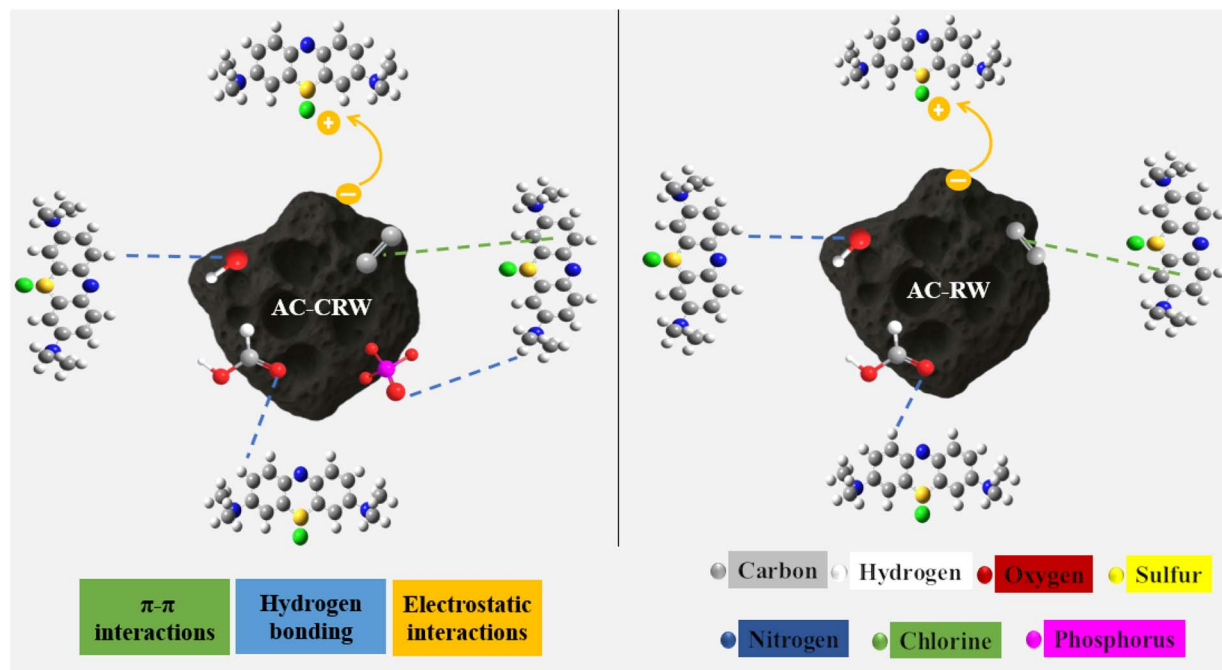 +
−
AC-CRW
+
−
AC-RW
π-π
interactions
Hydrogen
bonding
Electrostatic
interactions
Carbon
Hydrogen
Oxygen
Sulfur
Nitrogen
Chlorine
Phosphorus